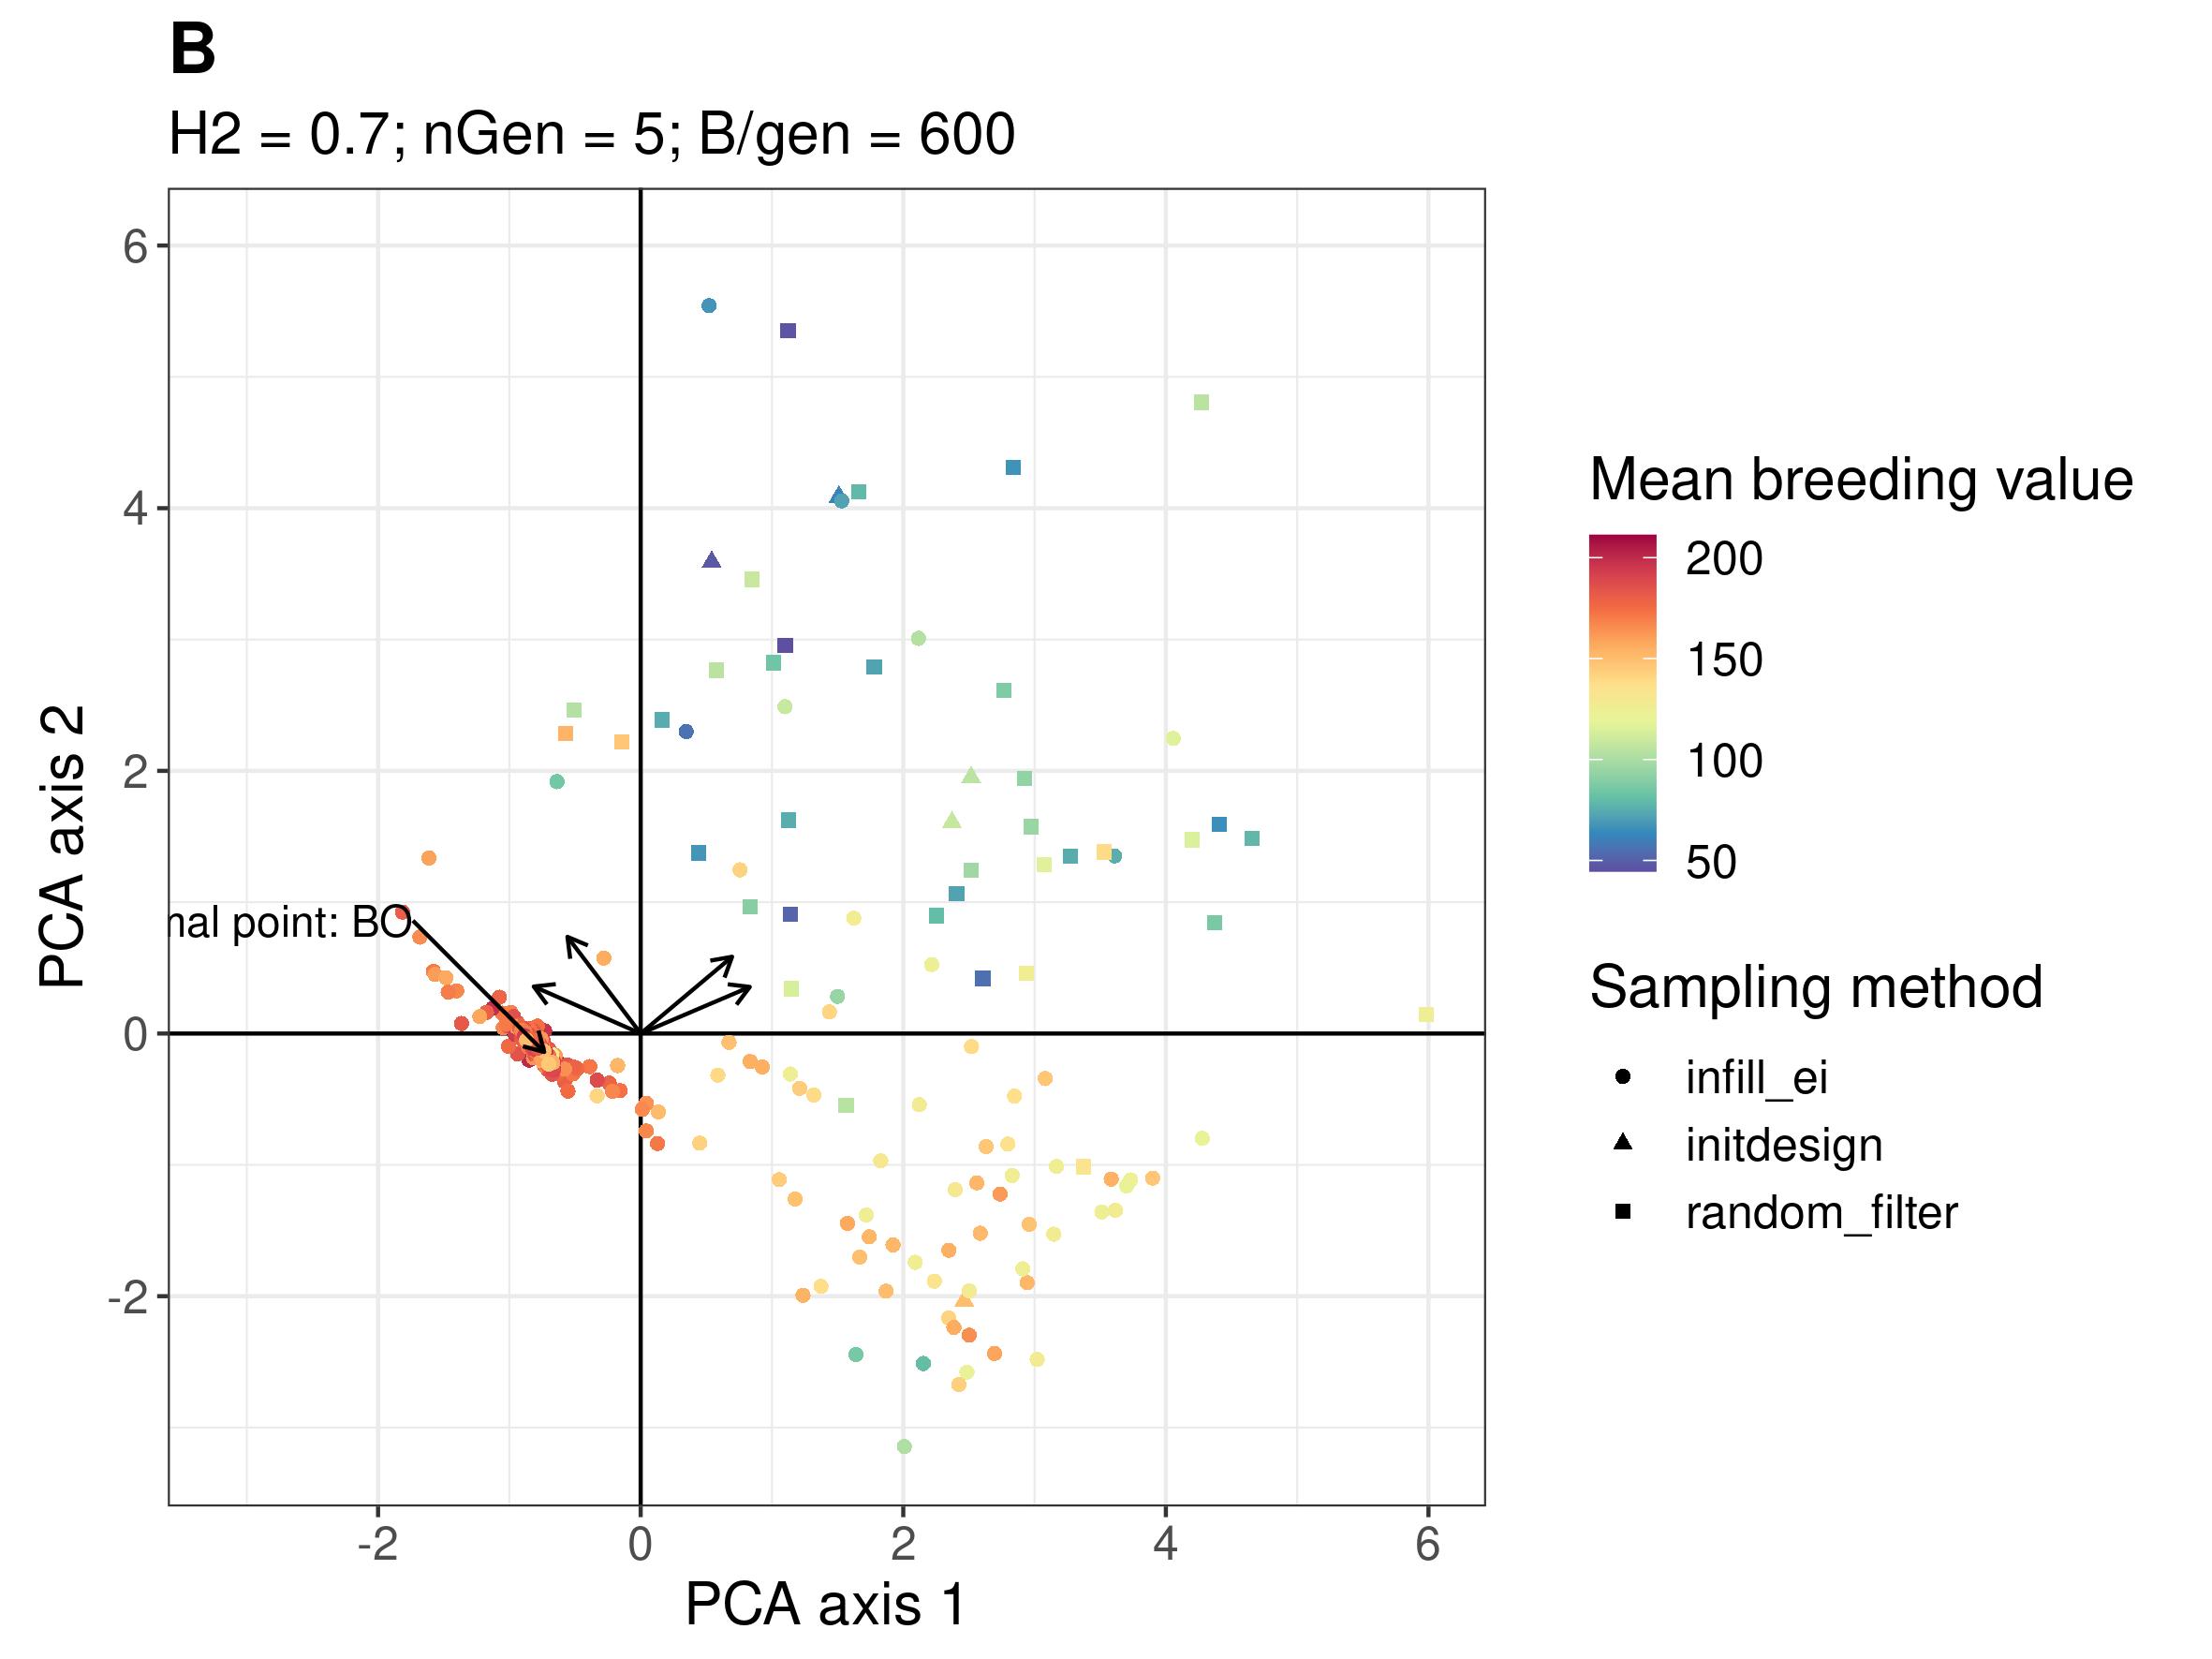 B
H2 = 0.7; nGen = 5; B/gen = 600
6
4
2
0
-2
PCA axis 2
nal point: BO
-2
0
2
4
6
PCA axis 1
Mean breeding value
200
150
100
50
Sampling method
infill_ei
initdesign
random_filter